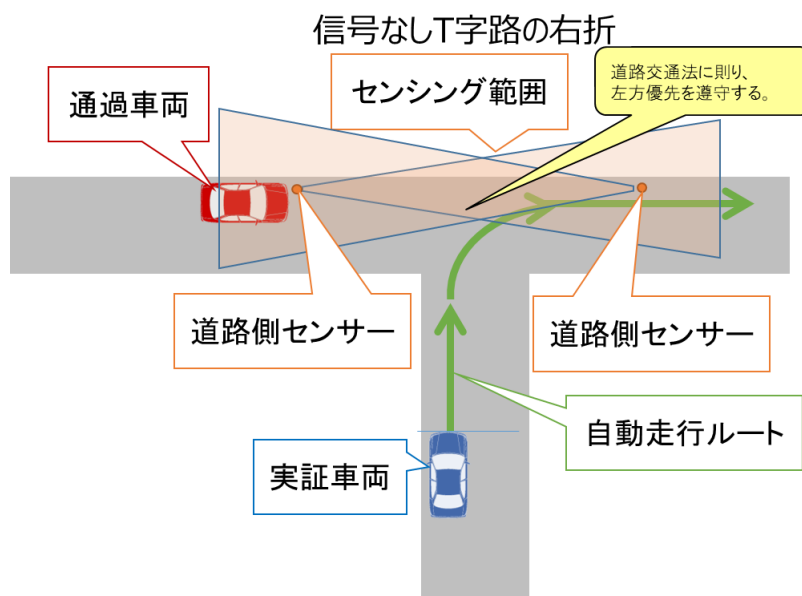 信号なしT字路の右折
道路交通法に則り、
左方優先を遵守する。
センシング範囲
通過車両
道路側センサー
道路側センサー
自動走行ルート
実証車両